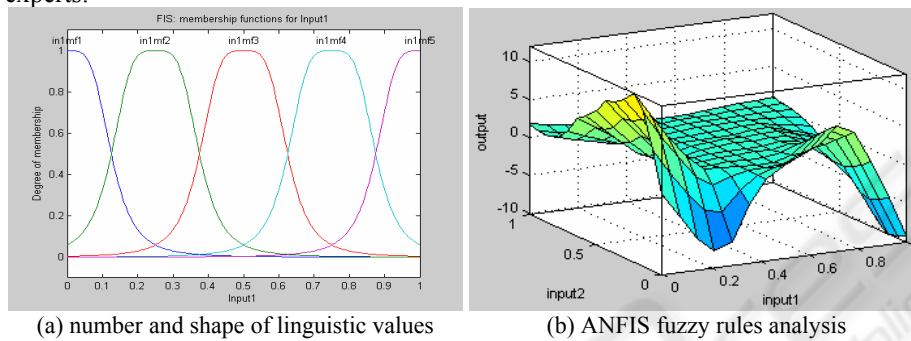 experts.
FIS: membership functions for Input1
in1mf1 in1mf2 in1mf3 in1mf4 in1mf5
1
0.8
0.6
0.4
0.2
0
Degree of membership
0 0.1 0.2 0.3 0.4 0.5 0.6 0.7 0.8 0.9 1
Input1
10
5
0
-5
-10
output
1
0.5
0
input2
0 0.2 0.4 0.6 0.8
input1
(a) number and shape of linguistic values
(b) ANFIS fuzzy rules analysis